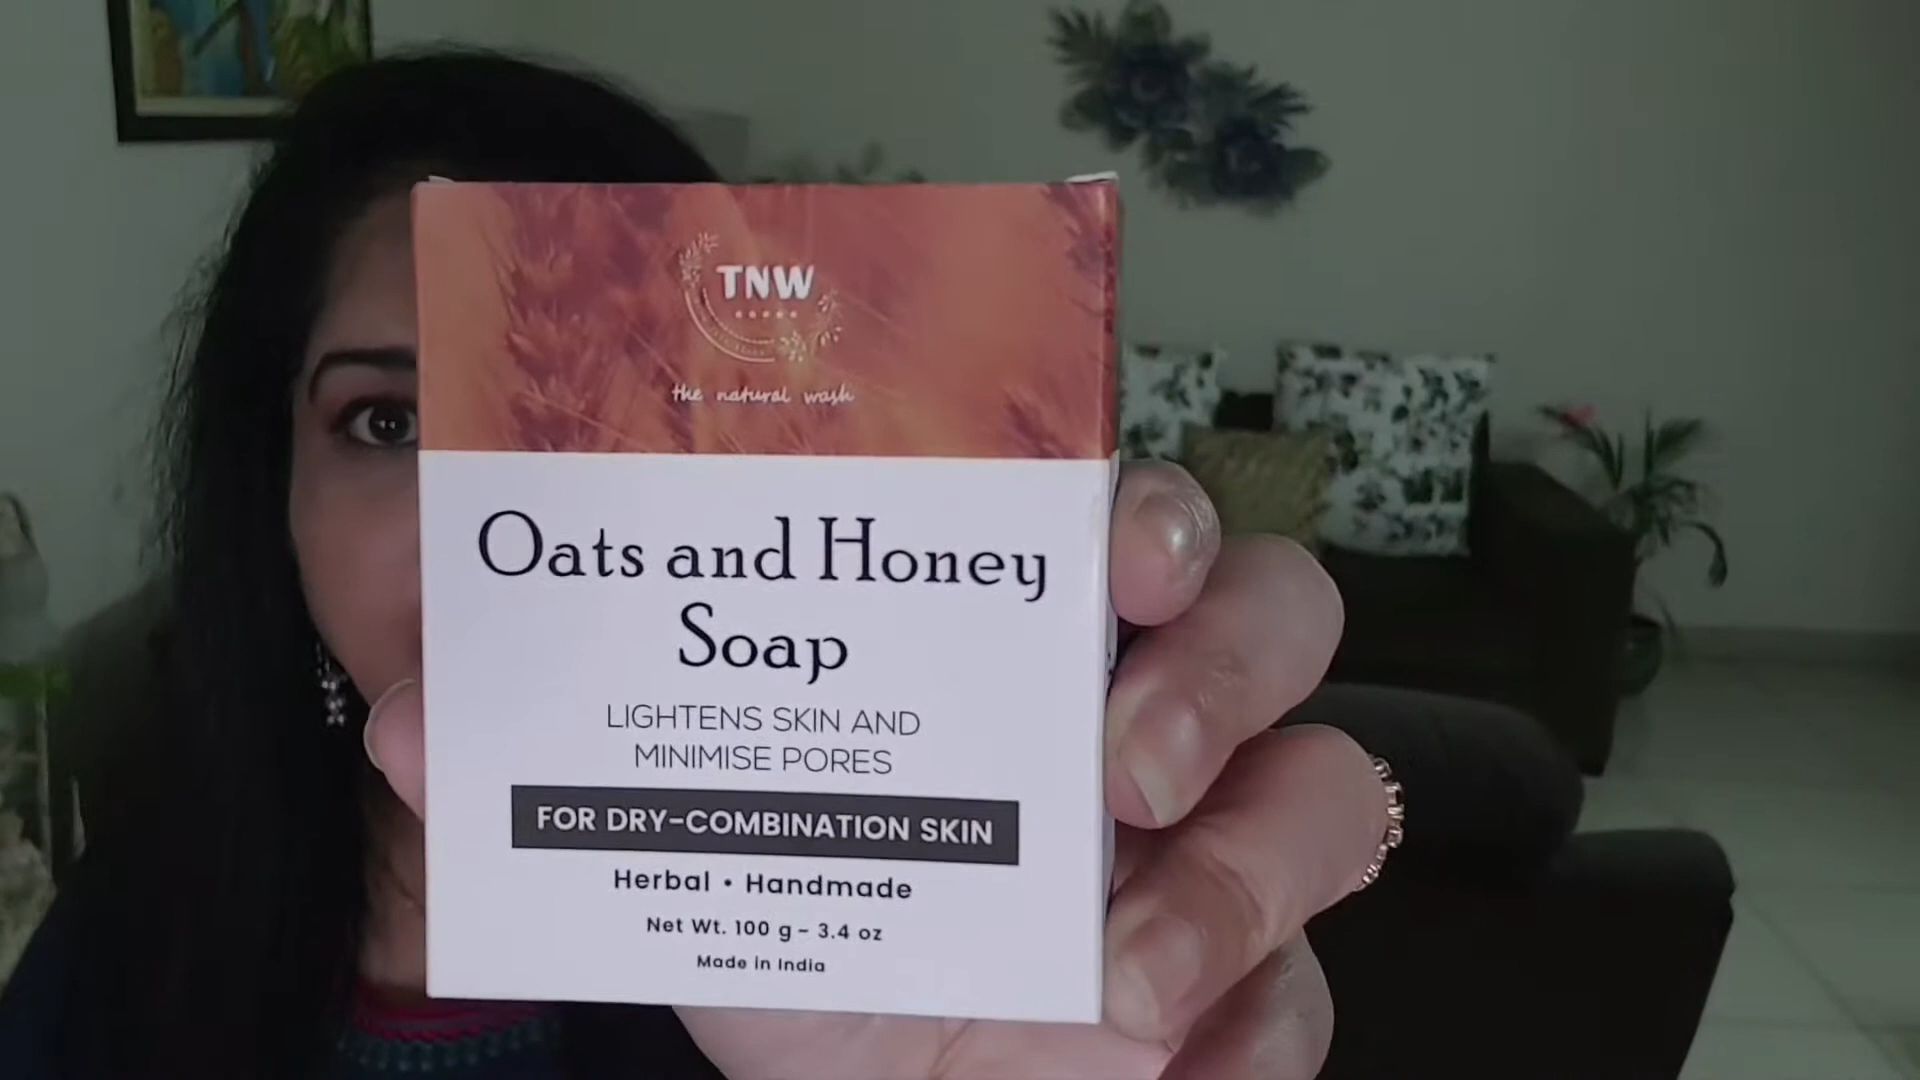 TNW
the natural wash
Oats and Honey
Soap
LIGHTENS SKIN AND
MINIMISE PORES
FOR DRY-COMBINATION SKIN
Herbal • Handmade
Net Wt. 100 g - 3.4 oz
Made in India